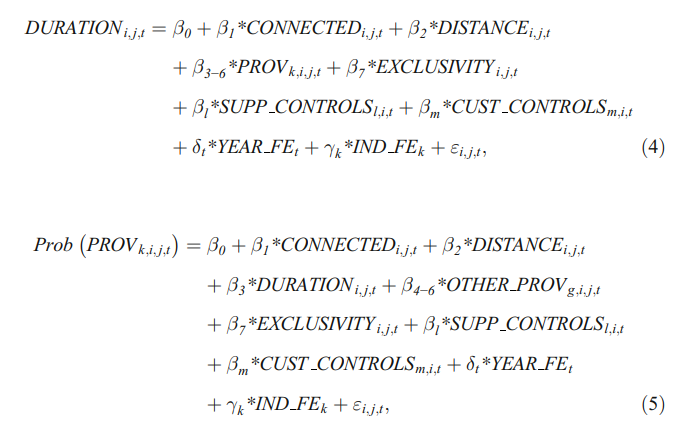 DURATION_{i,j,t} = β_0 + β_1*CONNECTED_{i,j,t} + β_2*DISTANCE_{i,j,t}
+ β_{3–6}*PROV_{k,i,j,t} + β_7*EXCLUSIVITY_{i,j,t}
+ β_l*SUPP_CONTROLS_{l,i,t} + β_m*CUST_CONTROLS_{m,i,t}
+ δ_t*YEAR_FE_t + γ_k*IND_FE_k + ε_{i,j,t}, (4)
Prob (PROV_{k,i,j,t}) = β_0 + β_1*CONNECTED_{i,j,t} + β_2*DISTANCE_{i,j,t}
+ β_3*DURATION_{i,j,t} + β_{4–6}*OTHER_PROV_{g,i,j,t}
+ β_7*EXCLUSIVITY_{i,j,t} + β_l*SUPP_CONTROLS_{l,i,t}
+ β_m*CUST_CONTROLS_{m,i,t} + δ_t*YEAR_FE_t
+ γ_k*IND_FE_k + ε_{i,j,t}, (5)